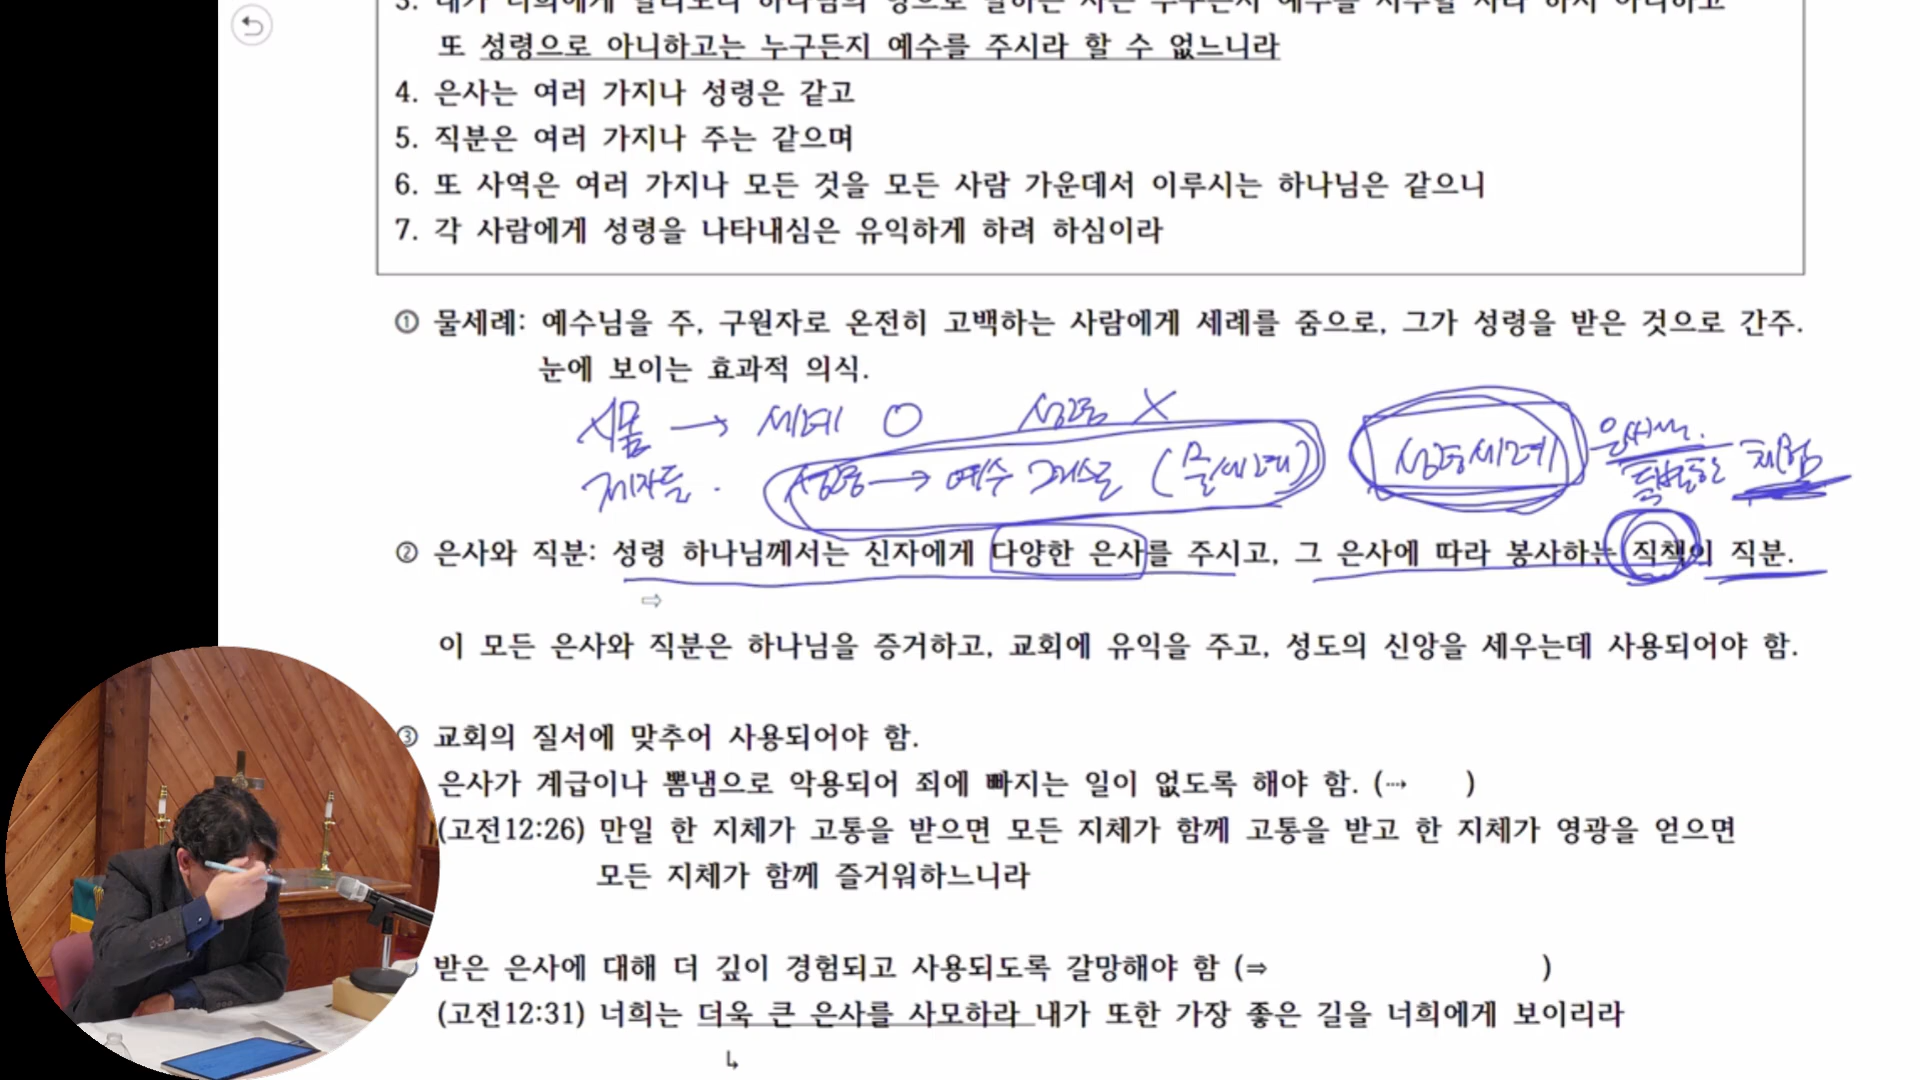 또 성령으로 아니하고는 누구든지 예수를 주시라 할 수 없느니라
4. 은사는 여러 가지나 성령은 같고
5. 직분은 여러 가지나 주는 같으며
6. 또 사역은 여러 가지나 모든 것을 모든 사람 가운데서 이루시는 하나님은 같으니
7. 각 사람에게 성령을 나타내심은 유익하게 하려 하심이라
① 물세례: 예수님을 주, 구원자로 온전히 고백하는 사람에게 세례를 줌으로, 그가 성령을 받은 것으로 간주.
눈에 보이는 효과적 의식.
시몬 → 세례 O 성령 X
제자들. 성령 → 예수 (물세례) 성령세례 특별한 체험
② 은사와 직분: 성령 하나님께서는 신자에게 다양한 은사를 주시고, 그 은사에 따라 봉사하는 직책이 직분.
⇨
이 모든 은사와 직분은 하나님을 증거하고, 교회에 유익을 주고, 성도의 신앙을 세우는데 사용되어야 함.
③ 교회의 질서에 맞추어 사용되어야 함.
은사가 계급이나 뽐냄으로 악용되어 죄에 빠지는 일이 없도록 해야 함. (⋯→ )
(고전12:26) 만일 한 지체가 고통을 받으면 모든 지체가 함께 고통을 받고 한 지체가 영광을 얻으면
모든 지체가 함께 즐거워하느니라
받은 은사에 대해 더 깊이 경험되고 사용되도록 갈망해야 함 (⇒ )
(고전12:31) 너희는 더욱 큰 은사를 사모하라 내가 또한 가장 좋은 길을 너희에게 보이리라
↳